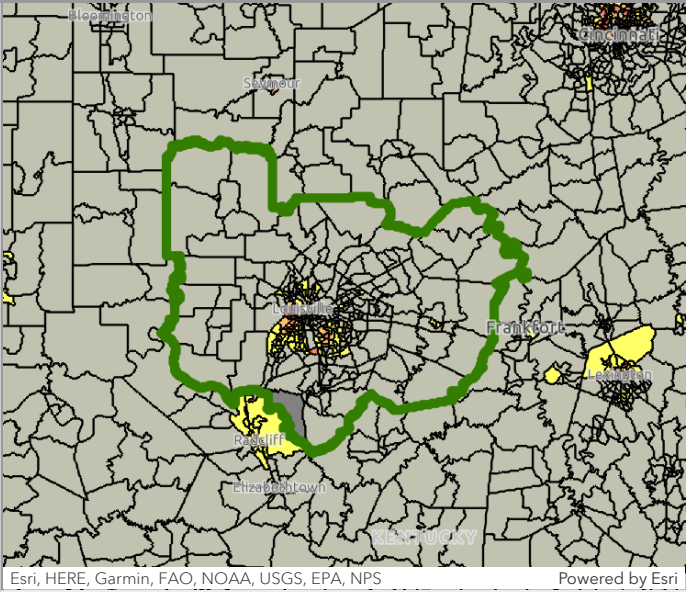 Bloomington
Cincinnati
Seymour
Louisville
Frankfort
Lexington
Radcliff
Elizabethtown
KENTUCKY
Esri, HERE, Garmin, FAO, NOAA, USGS, EPA, NPS
Powered by Esri